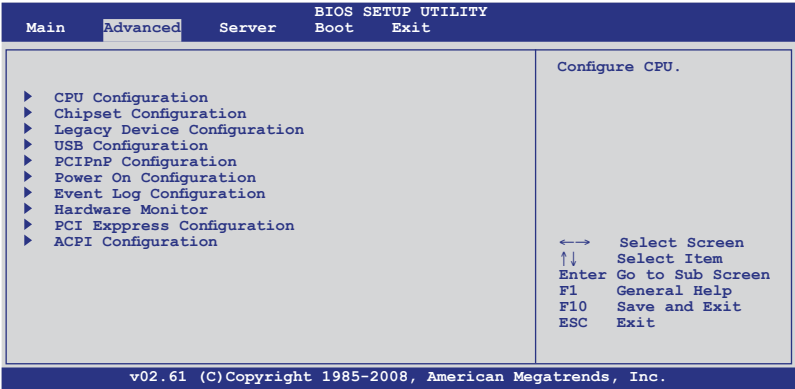 BIOS SETUP UTILITY
Main Advanced Server Boot Exit
Configure CPU.
CPU Configuration
Chipset Configuration
Legacy Device Configuration
USB Configuration
PCIPnP Configuration
Power On Configuration
Event Log Configuration
Hardware Monitor
PCI Exppress Configuration
ACPI Configuration
←→ Select Screen
↑↓ Select Item
Enter Go to Sub Screen
F1 General Help
F10 Save and Exit
ESC Exit
v02.61 (C)Copyright 1985-2008, American Megatrends, Inc.